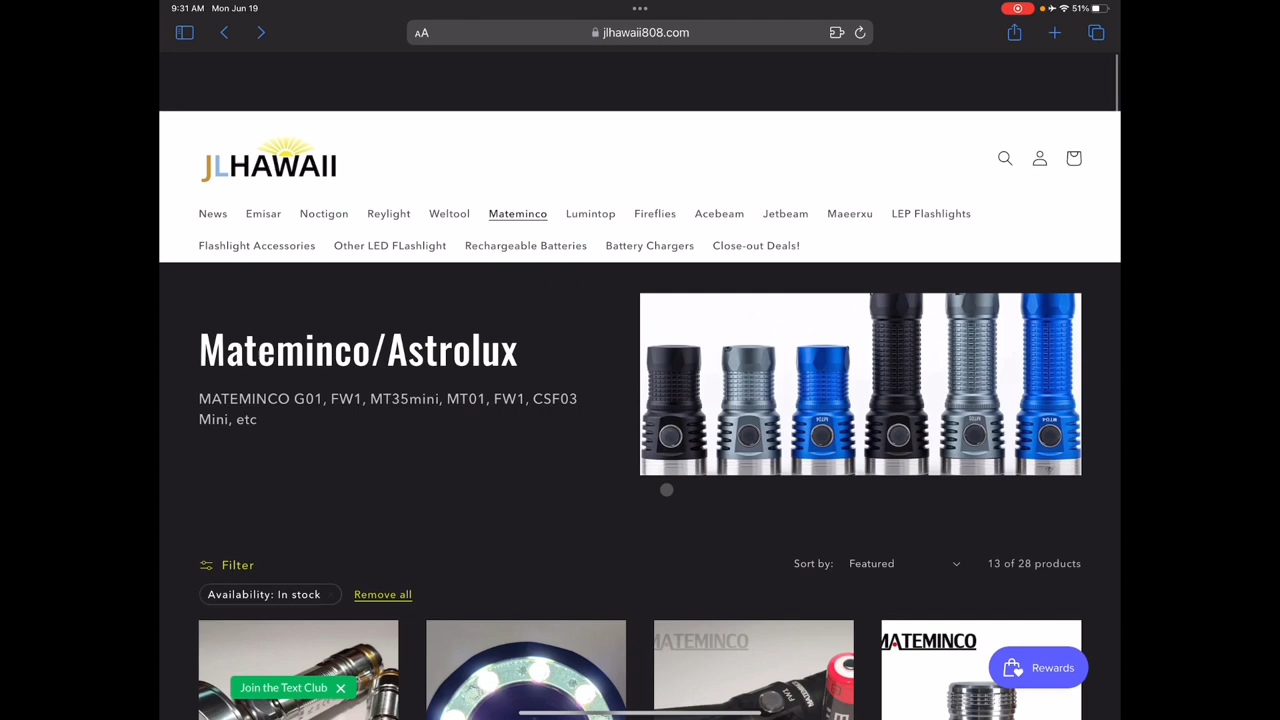 9:31 AM Mon Jun 19
51%
AA
jlhawaii808.com
JLHAWAII
News Emisar Noctigon Reylight Weltool Mateminco Lumintop Fireflies Acebeam Jetbeam Maeerxu LEP Flashlights
Flashlight Accessories Other LED FLashlight Rechargeable Batteries Battery Chargers Close-out Deals!
Mateminco/Astrolux
MATEMINCO G01, FW1, MT35mini, MT01, FW1, CSF03
Mini, etc
Filter
Sort by: Featured 13 of 28 products
Availability: In stock Remove all
MATEMINCO
MATEMINCO
Join the Text Club
Rewards